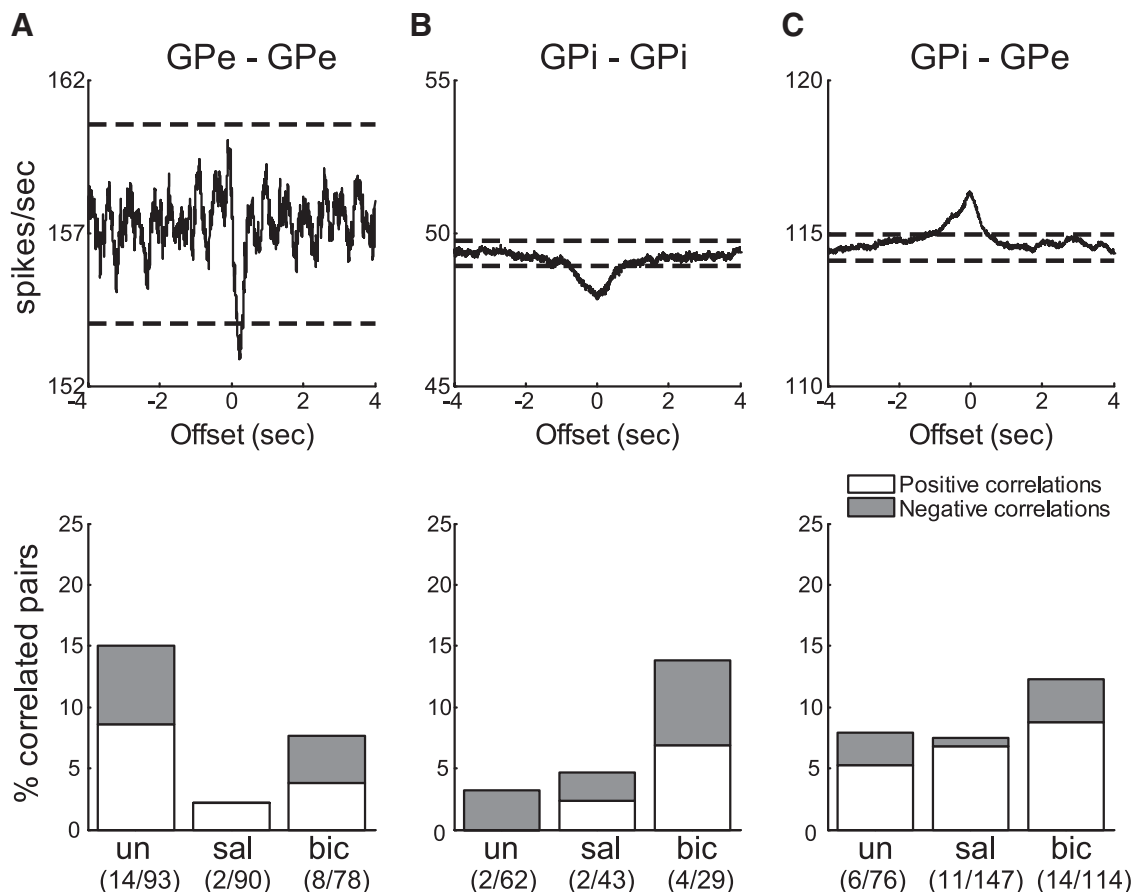 A
B
C
GPe - GPe
GPi - GPi
GPi - GPe
spikes/sec
162
157
152
-4 -2 0 2 4
Offset (sec)
55
50
45
-4 -2 0 2 4
Offset (sec)
120
115
110
-4 -2 0 2 4
Offset (sec)
Positive correlations
Negative correlations
% correlated pairs
25
20
15
10
5
0
un sal bic
(14/93) (2/90) (8/78)
25
20
15
10
5
0
un sal bic
(2/62) (2/43) (4/29)
25
20
15
10
5
0
un sal bic
(6/76) (11/147) (14/114)